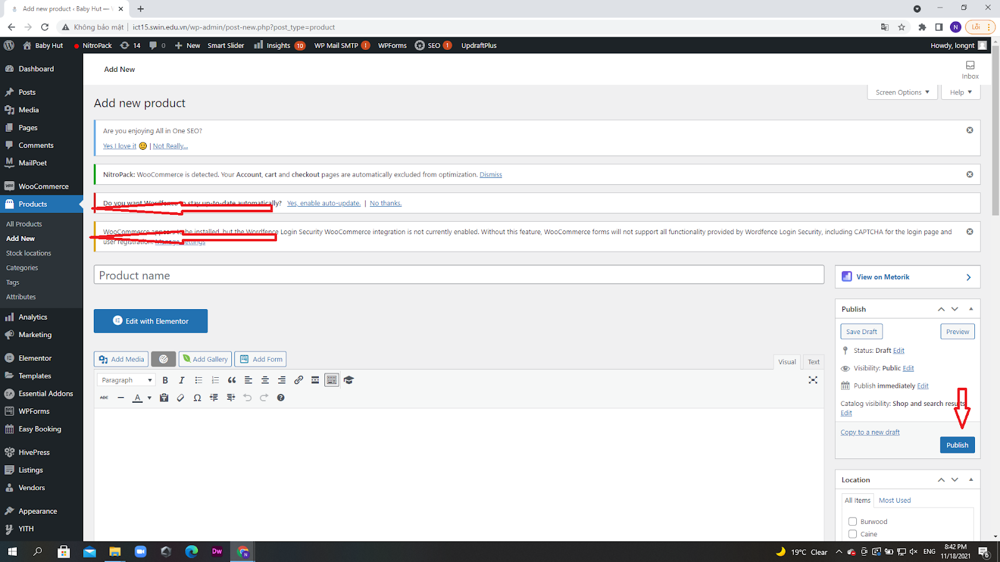 Add new product ‹ Baby Hut —
Không bảo mật | ict15.swin.edu.vn/wp-admin/post-new.php?post_type=product
N
Lỗi
Baby Hut
NitroPack
14
0
New
Smart Slider
Insights 10
WP Mail SMTP !
WPForms
SEO 1
UpdraftPlus
Howdy, longnt
Dashboard
Posts
Media
Pages
Comments
MailPoet
WooCommerce
Products
All Products
Add New
Stock locations
Categories
Tags
Attributes
Analytics
Marketing
Elementor
Templates
Essential Addons
WPForms
Easy Booking
HivePress
Listings
Vendors
Appearance
YITH
Add New
Inbox
Screen Options
Help
Add new product
Are you enjoying All in One SEO?
Yes I love it 🙂 | Not Really...
NitroPack: WooCommerce is detected. Your Account, cart and checkout pages are automatically excluded from optimization. Dismiss
Do you want Wordfence to stay up-to-date automatically? Yes, enable auto-update. | No thanks.
WooCommerce appears to be installed, but the Wordfence Login Security WooCommerce integration is not currently enabled. Without this feature, WooCommerce forms will not support all functionality provided by Wordfence Login Security, including CAPTCHA for the login page and
user registration. Manage Settings
Product name
Edit with Elementor
Add Media
Add Gallery
Add Form
Visual
Text
Paragraph
B
I
ABC
A
Ω
View on Metorik
Publish
Save Draft
Preview
Status: Draft Edit
Visibility: Public Edit
Publish immediately Edit
Catalog visibility: Shop and search results
Edit
Copy to a new draft
Publish
Location
All Items
Most Used
Burwood
Caine
Dw
N
19°C Clear
ENG
8:42 PM
11/18/2021
6